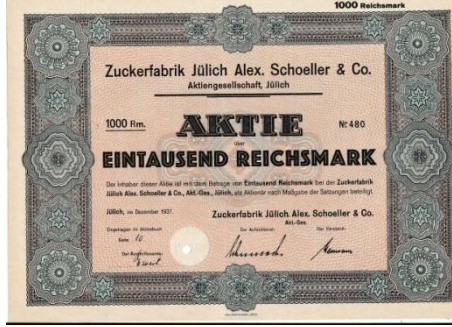 1000 Reichsmark
Zuckerfabrik Jülich Alex. Schoeller & Co.
Aktiengesellschaft, Jülich
1000 Rm.
AKTIE
Nr. 480
über
EINTAUSEND REICHSMARK
Der Inhaber dieser Aktie ist mit dem Betrage von Eintausend Reichsmark bei der Zuckerfabrik
Jülich Alex. Schoeller & Co., Akt.-Ges., Jülich, als Aktionär nach Maßgabe der Satzungen beteiligt.
Jülich, im Dezember 1937.
Zuckerfabrik Jülich Alex. Schoeller & Co.
Akt.-Ges.
Eingetragen im Aktienbuch
Der Aufsichtsrat:
Der Vorstand:
Seite 10